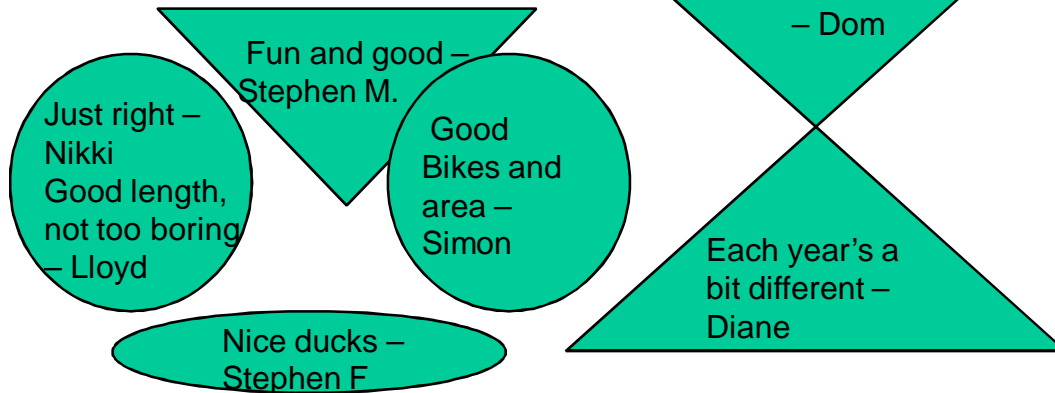 Fun and good –
Stephen M.
– Dom
Just right –
Nikki
Good length,
not too boring
– Lloyd
Good
Bikes and
area –
Simon
Each year’s a
bit different –
Diane
Nice ducks –
Stephen F